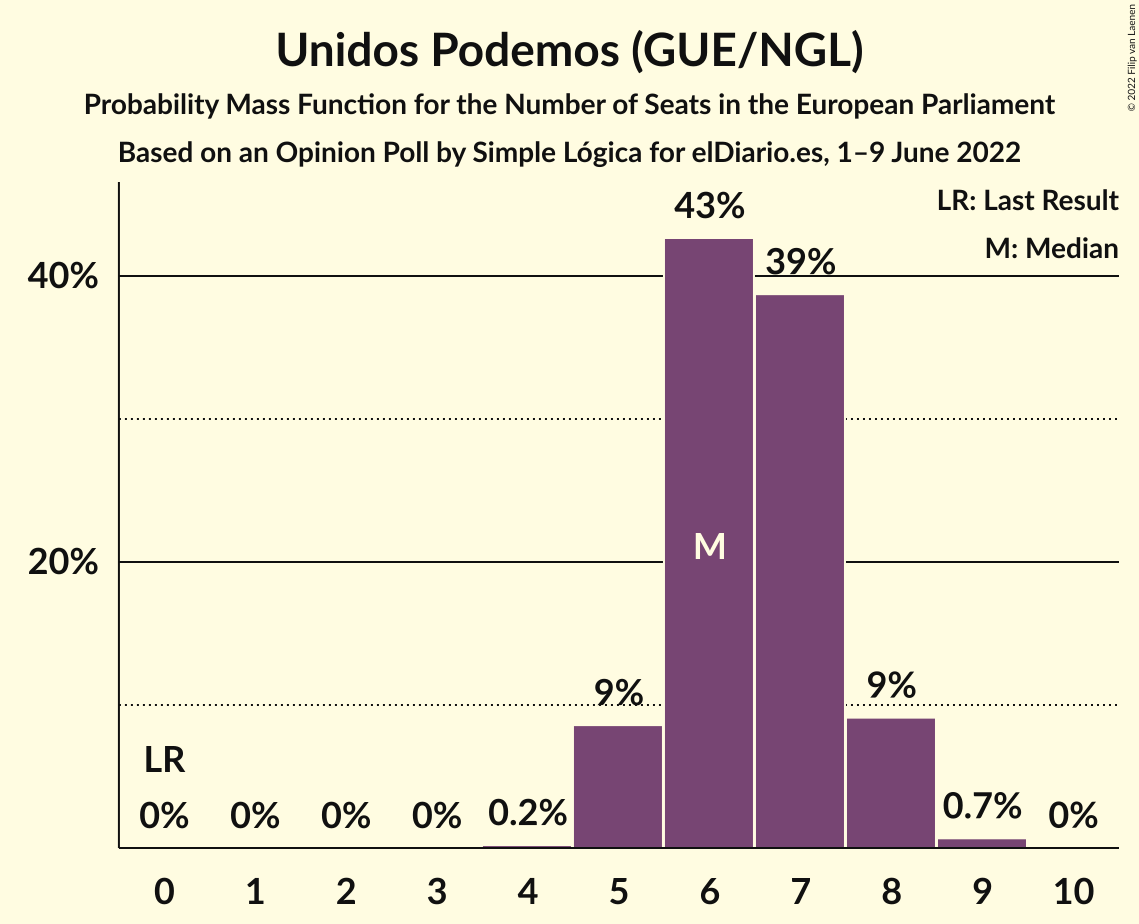 © 2022 Filip van Laenen
Unidos Podemos (GUE/NGL)
Probability Mass Function for the Number of Seats in the European Parliament
Based on an Opinion Poll by Simple Lógica for elDiario.es, 1–9 June 2022
LR: Last Result
M: Median
43%
40%
39%
M
20%
9%
9%
LR
0%
0%
0%
0%
0.2%
0.7%
0%
0 1 2 3 4 5 6 7 8 9 10